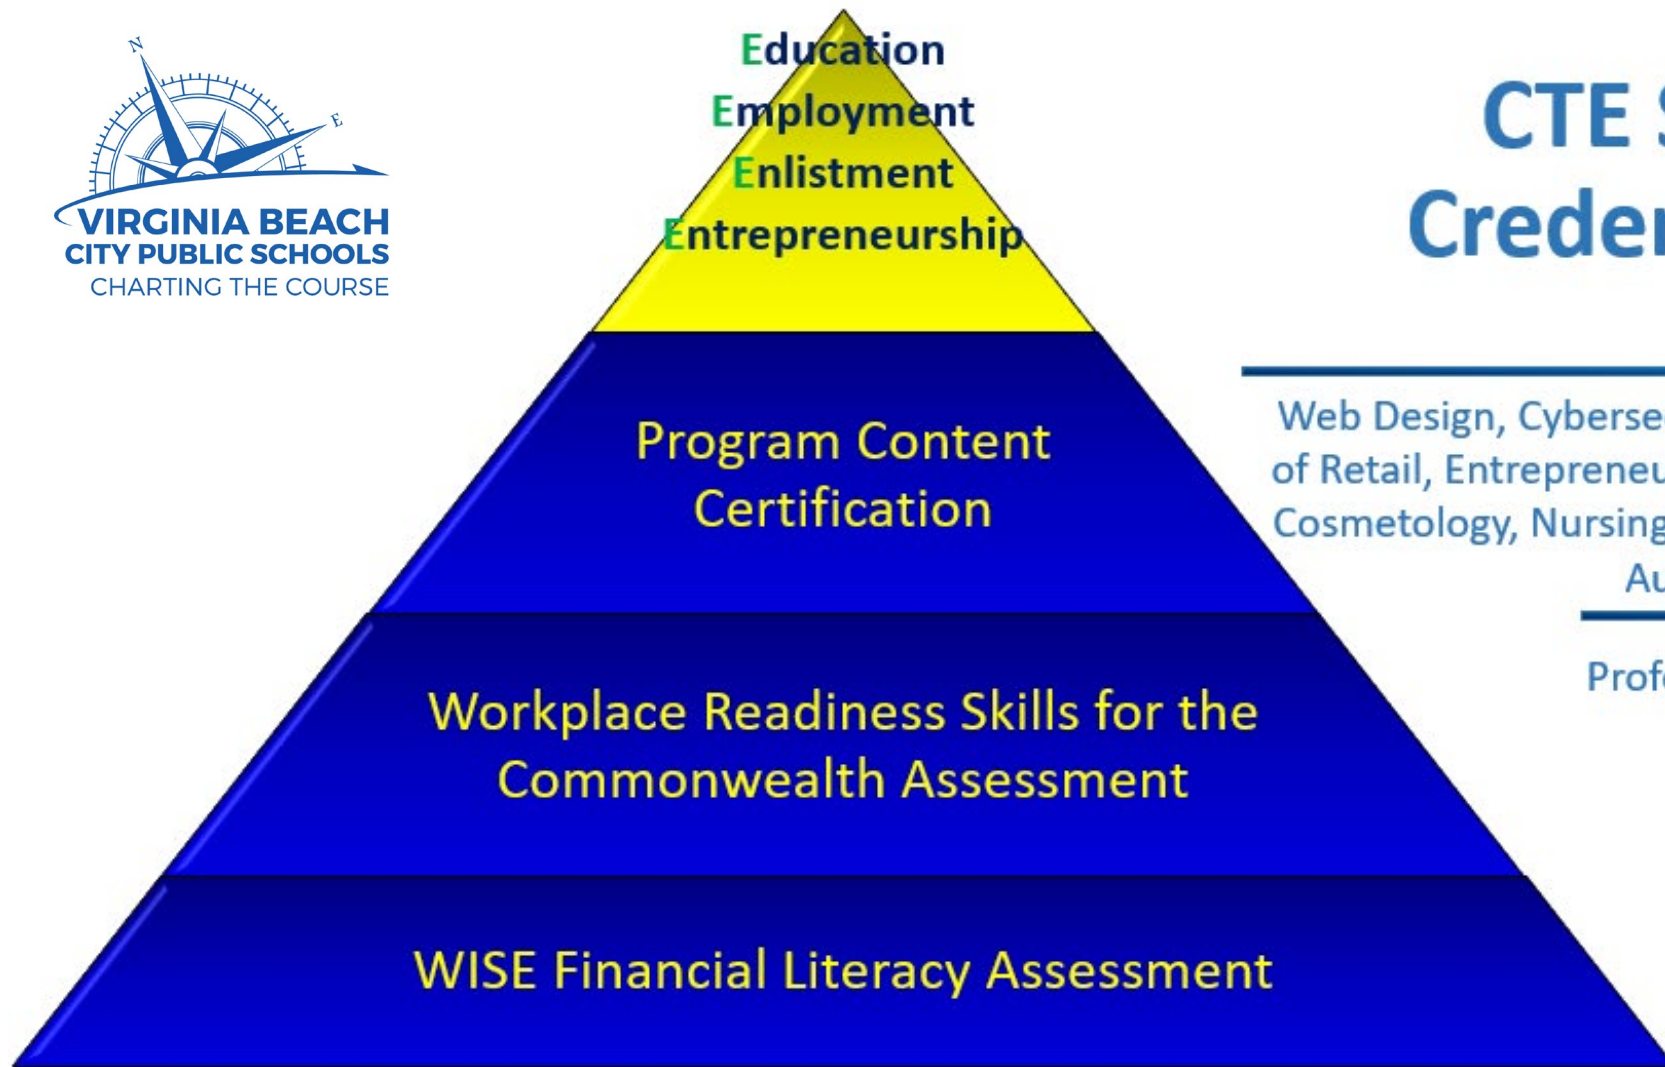 N
E
VIRGINIA BEACH
CITY PUBLIC SCHOOLS
CHARTING THE COURSE
Education
Employment
Enlistment
Entrepreneurship
Program Content
Certification
Workplace Readiness Skills for the
Commonwealth Assessment
WISE Financial Literacy Assessment
CTE
Web Design,
of Retail,
Cosmetology, Nursing